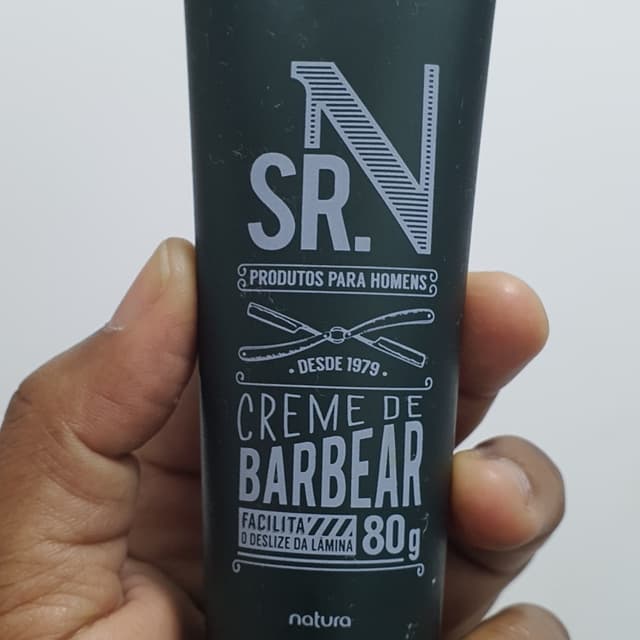 SR. N
PRODUTOS PARA HOMENS
· DESDE 1979 ·
CREME DE
BARBEAR
FACILITA
O DESLIZE DA LÂMINA
80g
natura